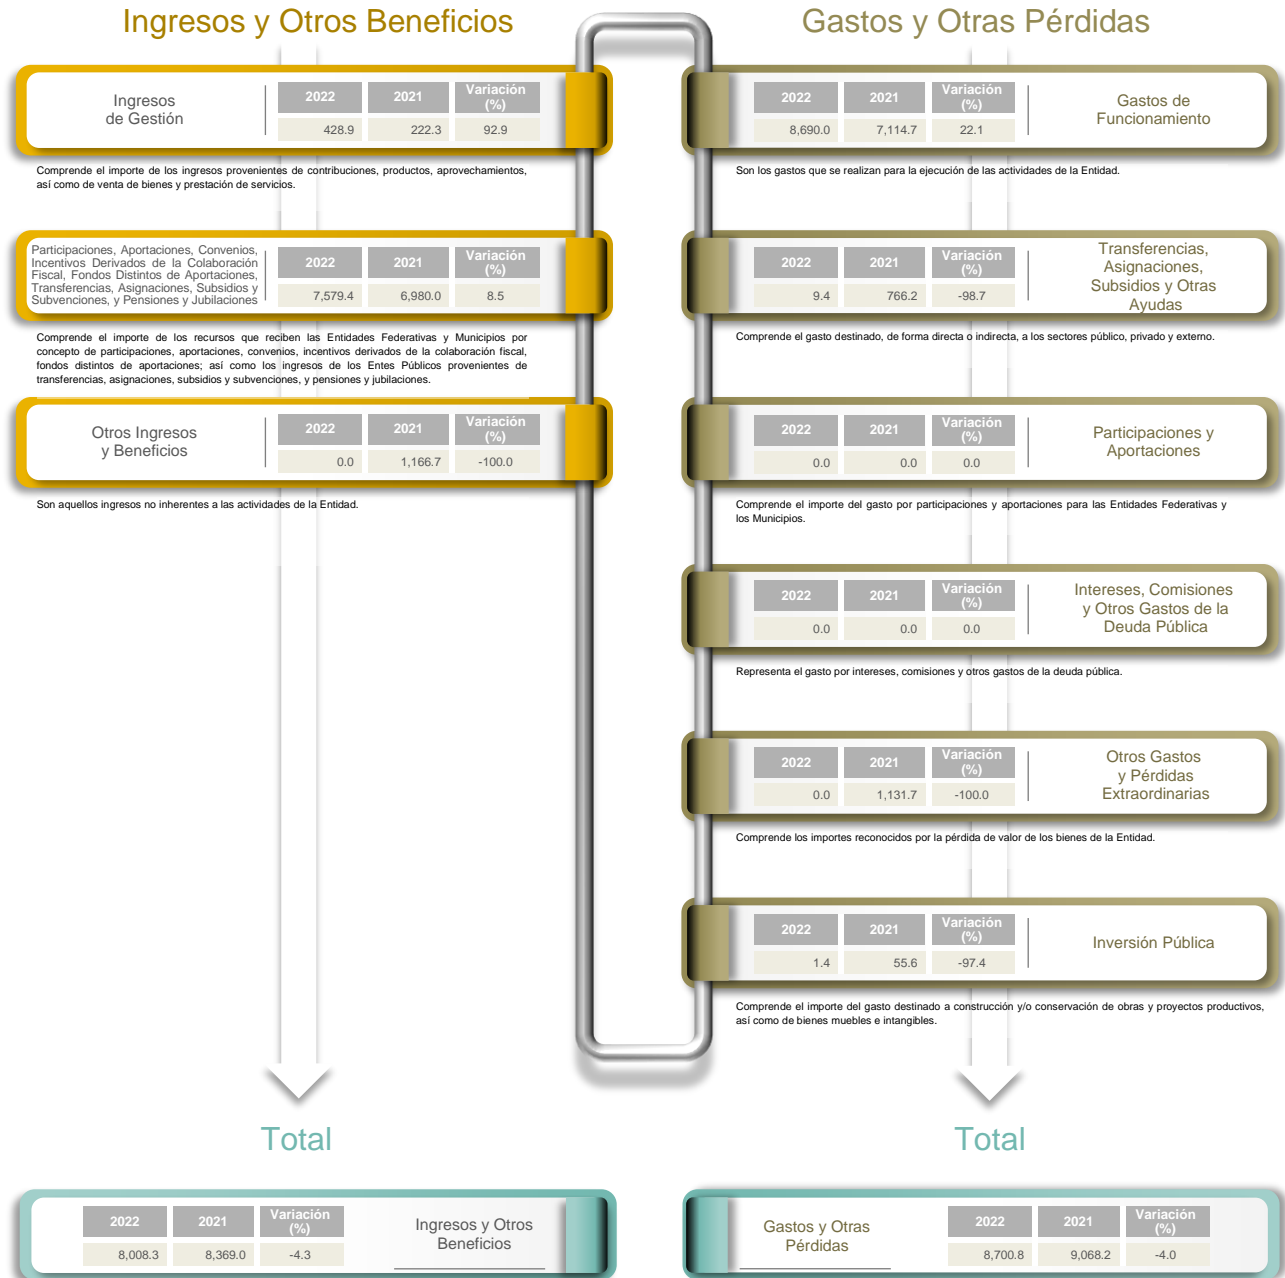 Ingresos y Otros Beneficios
Ingresos
de Gestión
2022 2021 Variación
(%)
428.9 222.3 92.9
Comprende el importe de los ingresos provenientes de contribuciones, productos, aprovechamientos,
así como de venta de bienes y prestación de servicios.
Participaciones, Aportaciones, Convenios,
Incentivos Derivados de la Colaboración
Fiscal, Fondos Distintos de Aportaciones,
Transferencias, Asignaciones, Subsidios y
Subvenciones, y Pensiones y Jubilaciones
2022 2021 Variación
(%)
7,579.4 6,980.0 8.5
Comprende el importe de los recursos que reciben las Entidades Federativas y Municipios por
concepto de participaciones, aportaciones, convenios, incentivos derivados de la colaboración fiscal,
fondos distintos de aportaciones; así como los ingresos de los Entes Públicos provenientes de
transferencias, asignaciones, subsidios y subvenciones, y pensiones y jubilaciones.
Otros Ingresos
y Beneficios
2022 2021 Variación
(%)
0.0 1,166.7 -100.0
Son aquellos ingresos no inherentes a las actividades de la Entidad.
Total
2022 2021 Variación
(%)
8,008.3 8,369.0 -4.3
Ingresos y Otros
Beneficios
Gastos y Otras Pérdidas
2022 2021 Variación
(%)
8,690.0 7,114.7 22.1
Gastos de
Funcionamiento
Son los gastos que se realizan para la ejecución de las actividades de la Entidad.
2022 2021 Variación
(%)
9.4 766.2 -98.7
Transferencias,
Asignaciones,
Subsidios y Otras
Ayudas
Comprende el gasto destinado, de forma directa o indirecta, a los sectores público, privado y externo.
2022 2021 Variación
(%)
0.0 0.0 0.0
Participaciones y
Aportaciones
Comprende el importe del gasto por participaciones y aportaciones para las Entidades Federativas y
los Municipios.
2022 2021 Variación
(%)
0.0 0.0 0.0
Intereses, Comisiones
y Otros Gastos de la
Deuda Pública
Representa el gasto por intereses, comisiones y otros gastos de la deuda pública.
2022 2021 Variación
(%)
0.0 1,131.7 -100.0
Otros Gastos
y Pérdidas
Extraordinarias
Comprende los importes reconocidos por la pérdida de valor de los bienes de la Entidad.
2022 2021 Variación
(%)
1.4 55.6 -97.4
Inversión Pública
Comprende el importe del gasto destinado a construcción y/o conservación de obras y proyectos productivos,
así como de bienes muebles e intangibles.
Total
Gastos y Otras
Pérdidas
2022 2021 Variación
(%)
8,700.8 9,068.2 -4.0